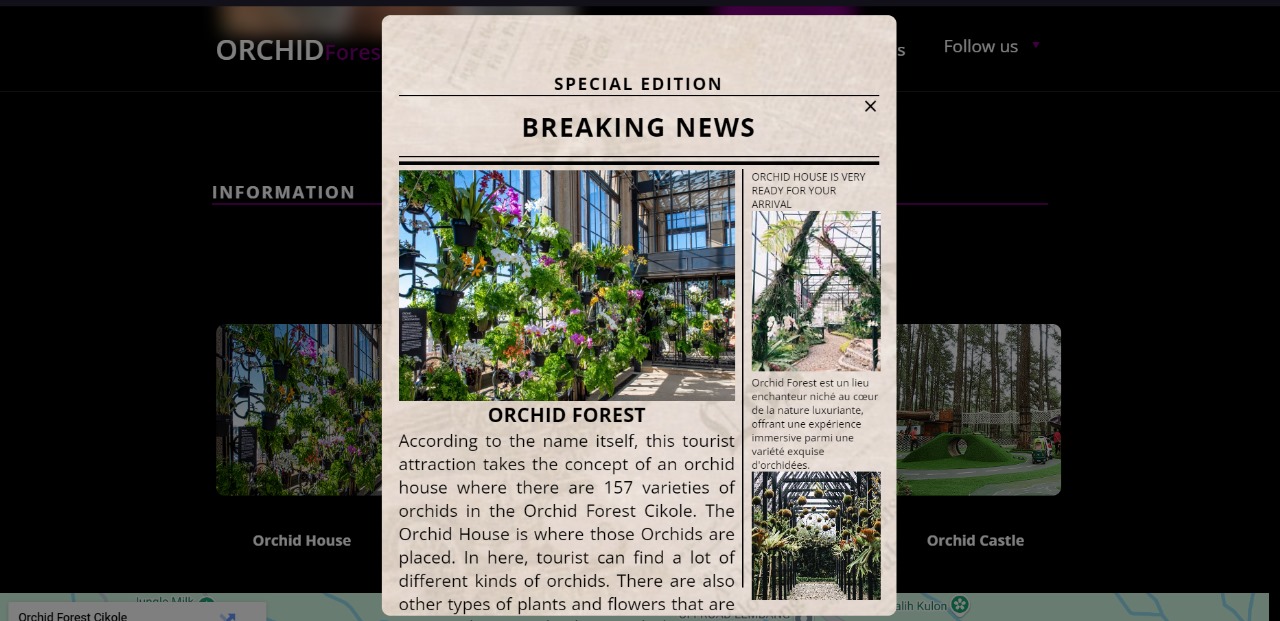 ORCHIDFores
Follow us
INFORMATION
SPECIAL EDITION
BREAKING NEWS
ORCHID FOREST
According to the name itself, this tourist
attraction takes the concept of an orchid
house where there are 157 varieties of
orchids in the Orchid Forest Cikole. The
Orchid House is where those Orchids are
placed. In here, tourist can find a lot of
different kinds of orchids. There are also
other types of plants and flowers that are
ORCHID HOUSE IS VERY
READY FOR YOUR
ARRIVAL
Orchid Forest est un lieu
enchanteur niché au cœur
de la nature luxuriante,
offrant une expérience
immersive parmi une
variété exquise
d'orchidées.
Orchid House
Orchid Castle
Jungle Milk
Orchid Forest Cikole
alih Kulon